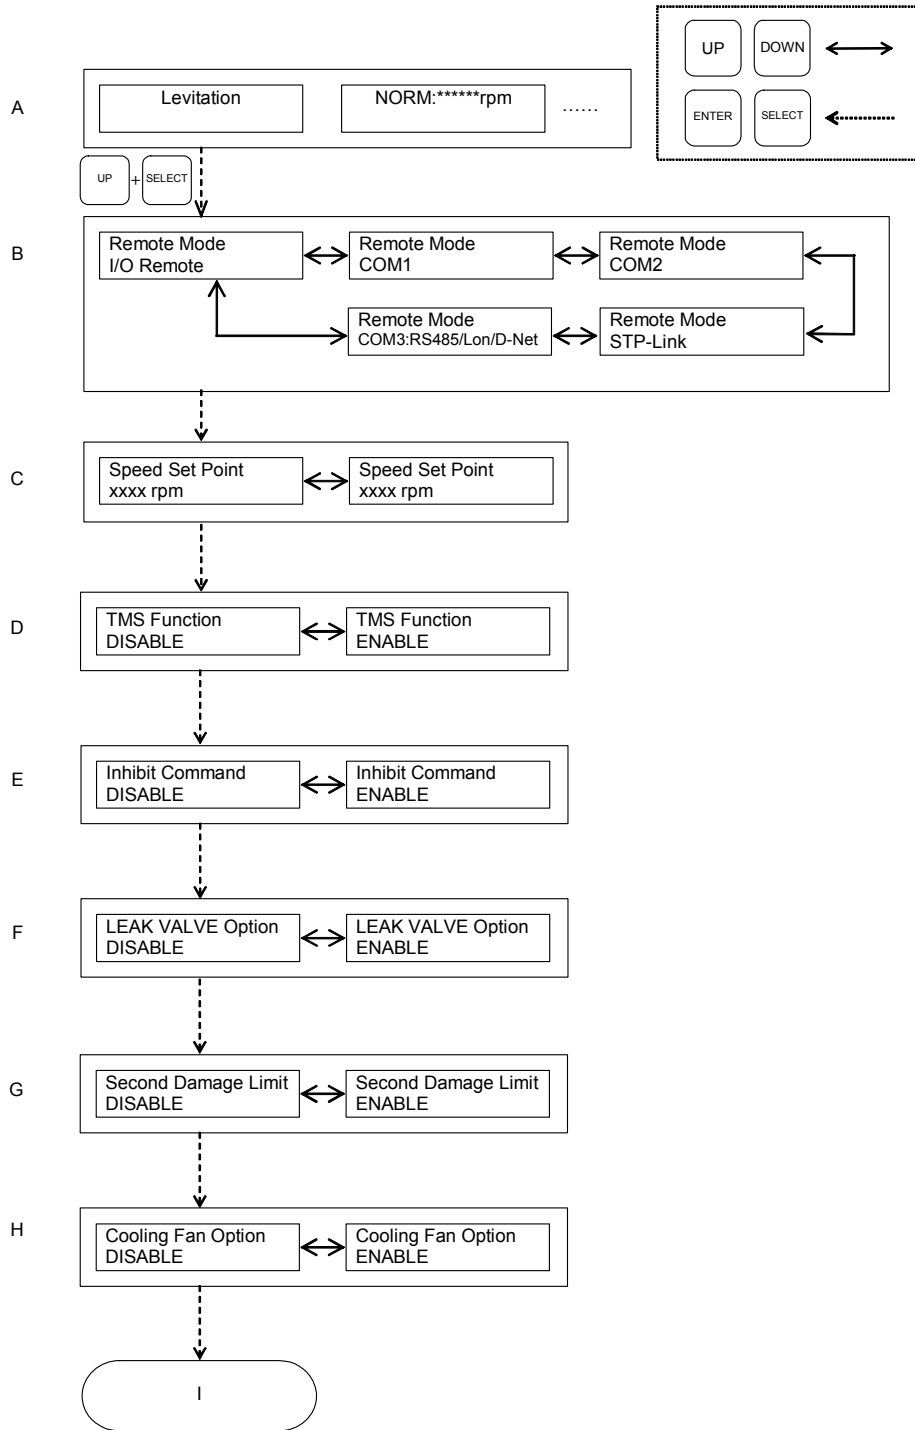 UP
DOWN
ENTER
SELECT
A
Levitation
NORM:******rpm
......
UP
+
SELECT
B
Remote Mode
I/O Remote
Remote Mode
COM1
Remote Mode
COM2
Remote Mode
COM3:RS485/Lon/D-Net
Remote Mode
STP-Link
C
Speed Set Point
xxxx rpm
Speed Set Point
xxxx rpm
D
TMS Function
DISABLE
TMS Function
ENABLE
E
Inhibit Command
DISABLE
Inhibit Command
ENABLE
F
LEAK VALVE Option
DISABLE
LEAK VALVE Option
ENABLE
G
Second Damage Limit
DISABLE
Second Damage Limit
ENABLE
H
Cooling Fan Option
DISABLE
Cooling Fan Option
ENABLE
I